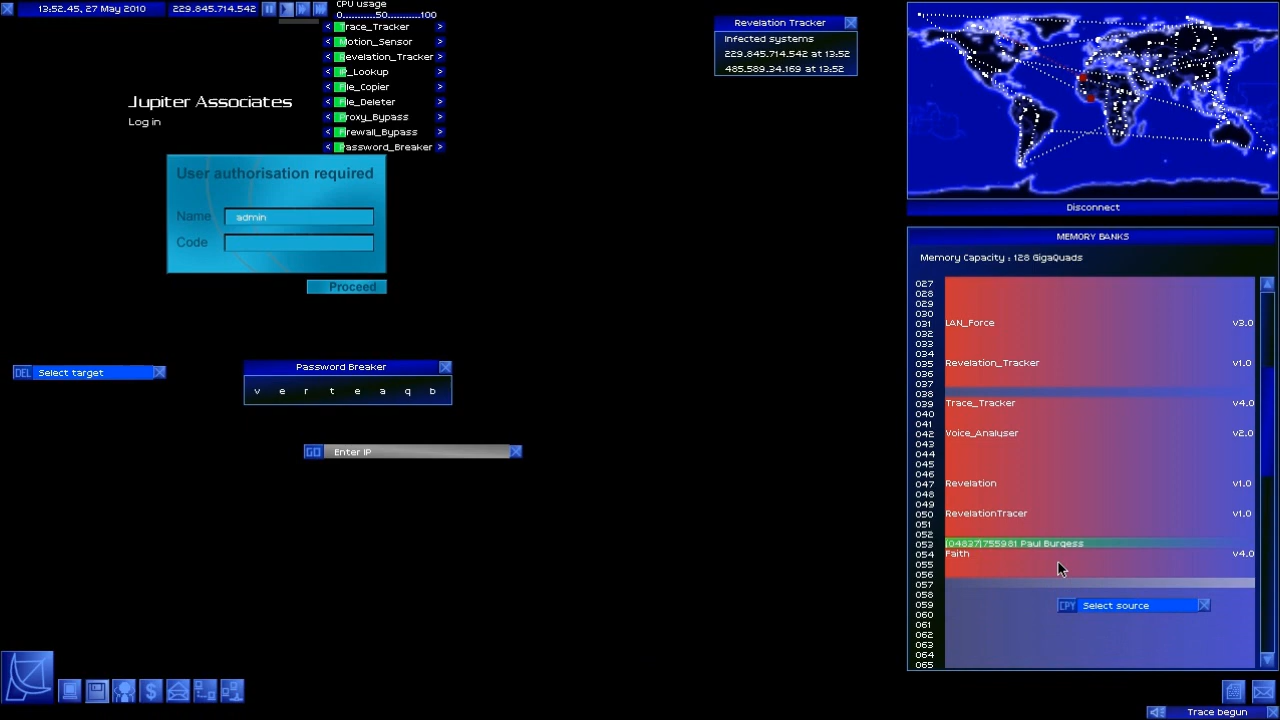 13:52.45, 27 May 2010
229.845.714.542
CPU usage
0..........50..........100
Trace_Tracker
Motion_Sensor
Revelation_Tracker
IP_Lookup
File_Copier
File_Deleter
Proxy_Bypass
Firewall_Bypass
Password_Breaker
Jupiter Associates
Log in
User authorisation required
Name admin
Code
Proceed
DEL Select target
Password Breaker
v e r t e a q b
GO Enter IP
Revelation Tracker
Infected systems
229.845.714.542 at 13:52
485.589.34.169 at 13:52
Disconnect
MEMORY BANKS
Memory Capacity : 128 GigaQuads
027
028
029
030
031 LAN_Force v3.0
032
033
034
035 Revelation_Tracker v1.0
036
037
038
039 Trace_Tracker v4.0
040
041
042 Voice_Analyser v2.0
043
044
045
046
047 Revelation v1.0
048
049
050 RevelationTracer v1.0
051
052
053 [04837]755981 Paul Burgess
054 Faith v4.0
055
056
057
058
059 CPY Select source
060
061
062
063
064
065
$
Trace begun